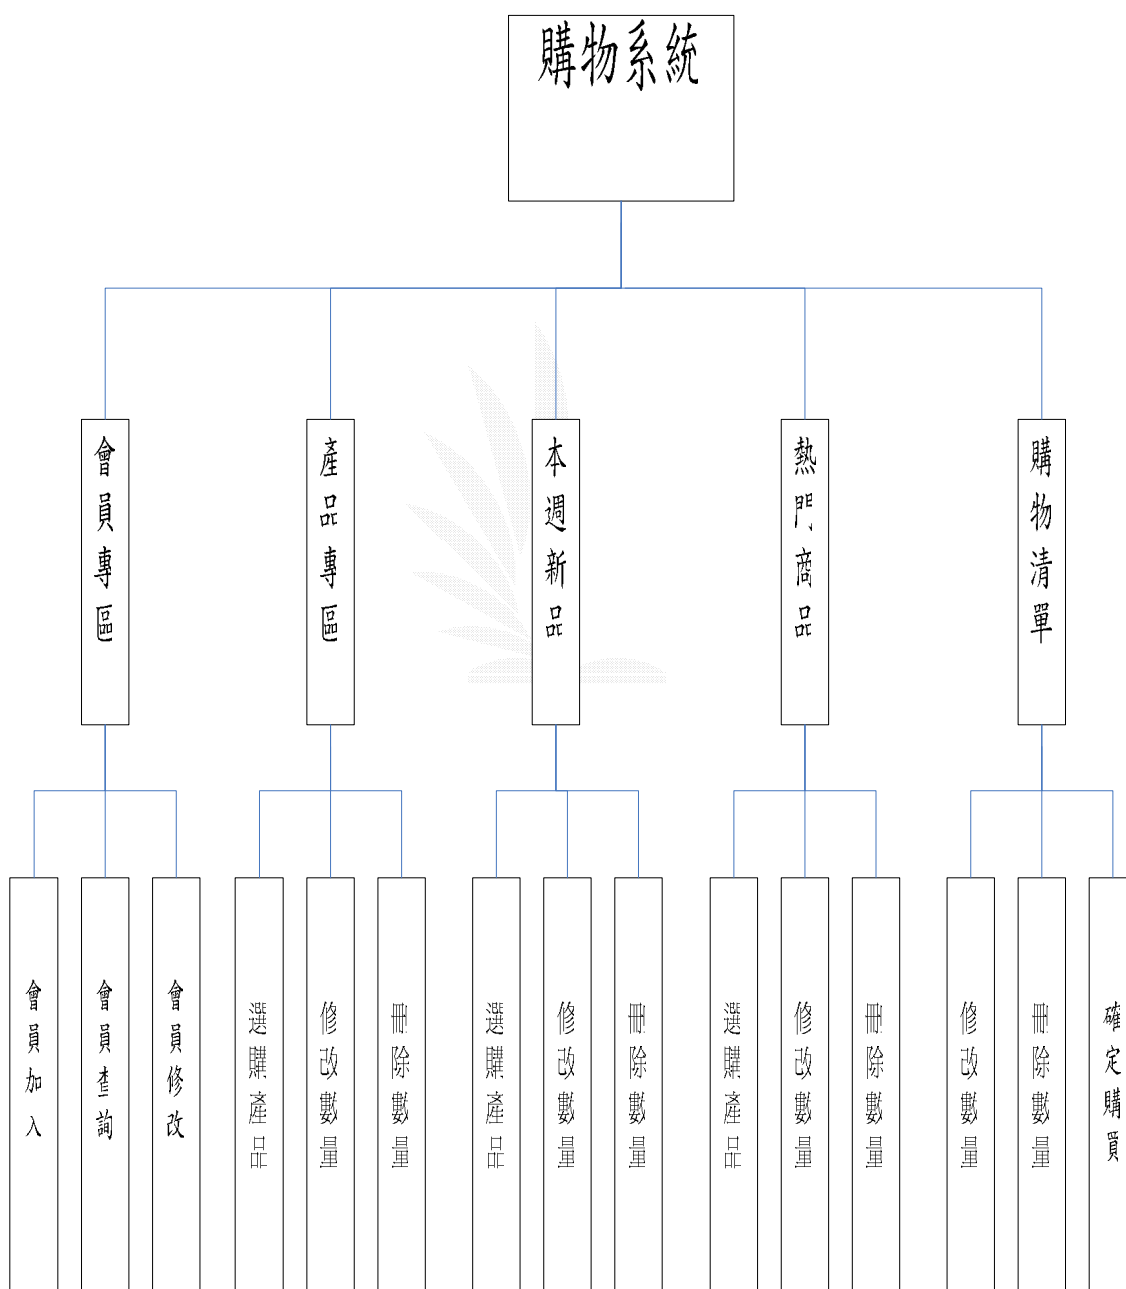 購物系統
會員專區
產品專區
本週新品
熱門商品
購物清單
會員加入
會員查詢
會員修改
選購產品
修改數量
刪除數量
選購產品
修改數量
刪除數量
選購產品
修改數量
刪除數量
修改數量
刪除數量
確定購買